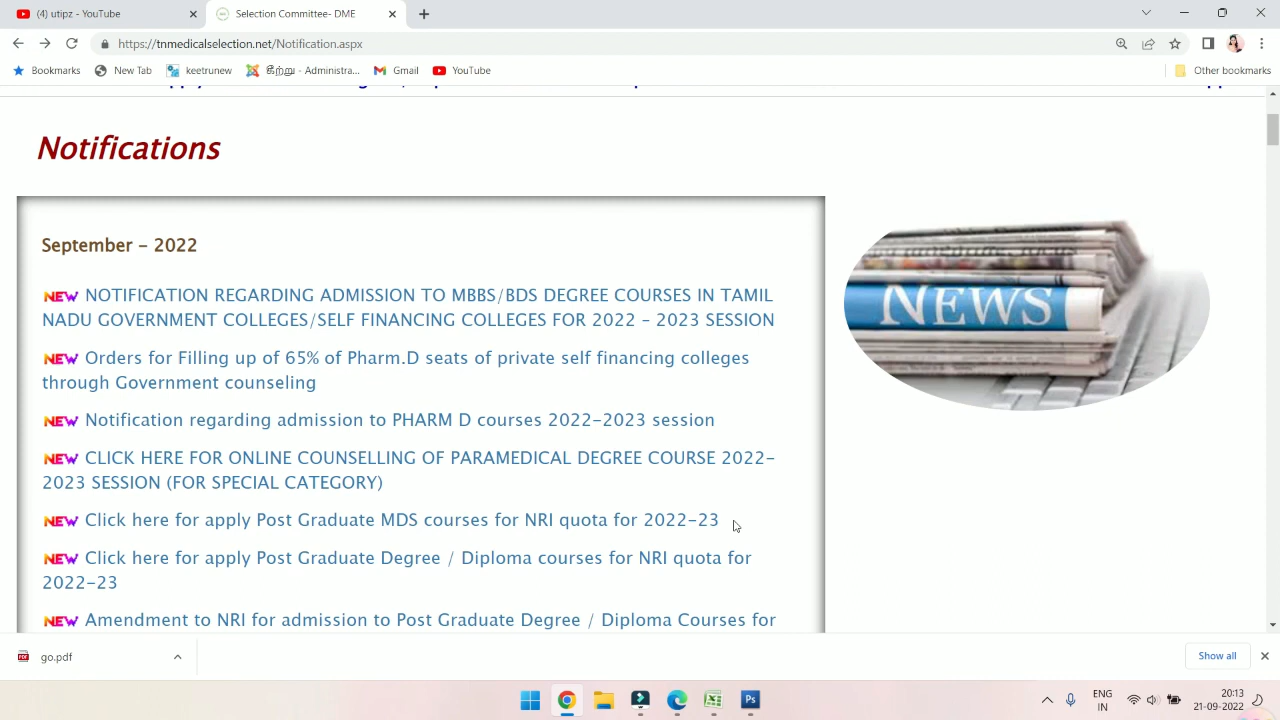 (4) utipz - YouTube
Selection Committee- DME
https://tnmedicalselection.net/Notification.aspx
Bookmarks
New Tab
keetrunew
கீற்று - Administra...
Gmail
YouTube
Other bookmarks
Notifications
September - 2022
NEW NOTIFICATION REGARDING ADMISSION TO MBBS/BDS DEGREE COURSES IN TAMIL
NADU GOVERNMENT COLLEGES/SELF FINANCING COLLEGES FOR 2022 - 2023 SESSION
NEW Orders for Filling up of 65% of Pharm.D seats of private self financing colleges
through Government counseling
NEW Notification regarding admission to PHARM D courses 2022-2023 session
NEW CLICK HERE FOR ONLINE COUNSELLING OF PARAMEDICAL DEGREE COURSE 2022-
2023 SESSION (FOR SPECIAL CATEGORY)
NEW Click here for apply Post Graduate MDS courses for NRI quota for 2022-23
NEW Click here for apply Post Graduate Degree / Diploma courses for NRI quota for
2022-23
NEW Amendment to NRI for admission to Post Graduate Degree / Diploma Courses for
NEWS
PDF
go.pdf
Show all
Ps
ENG
IN
20:13
21-09-2022